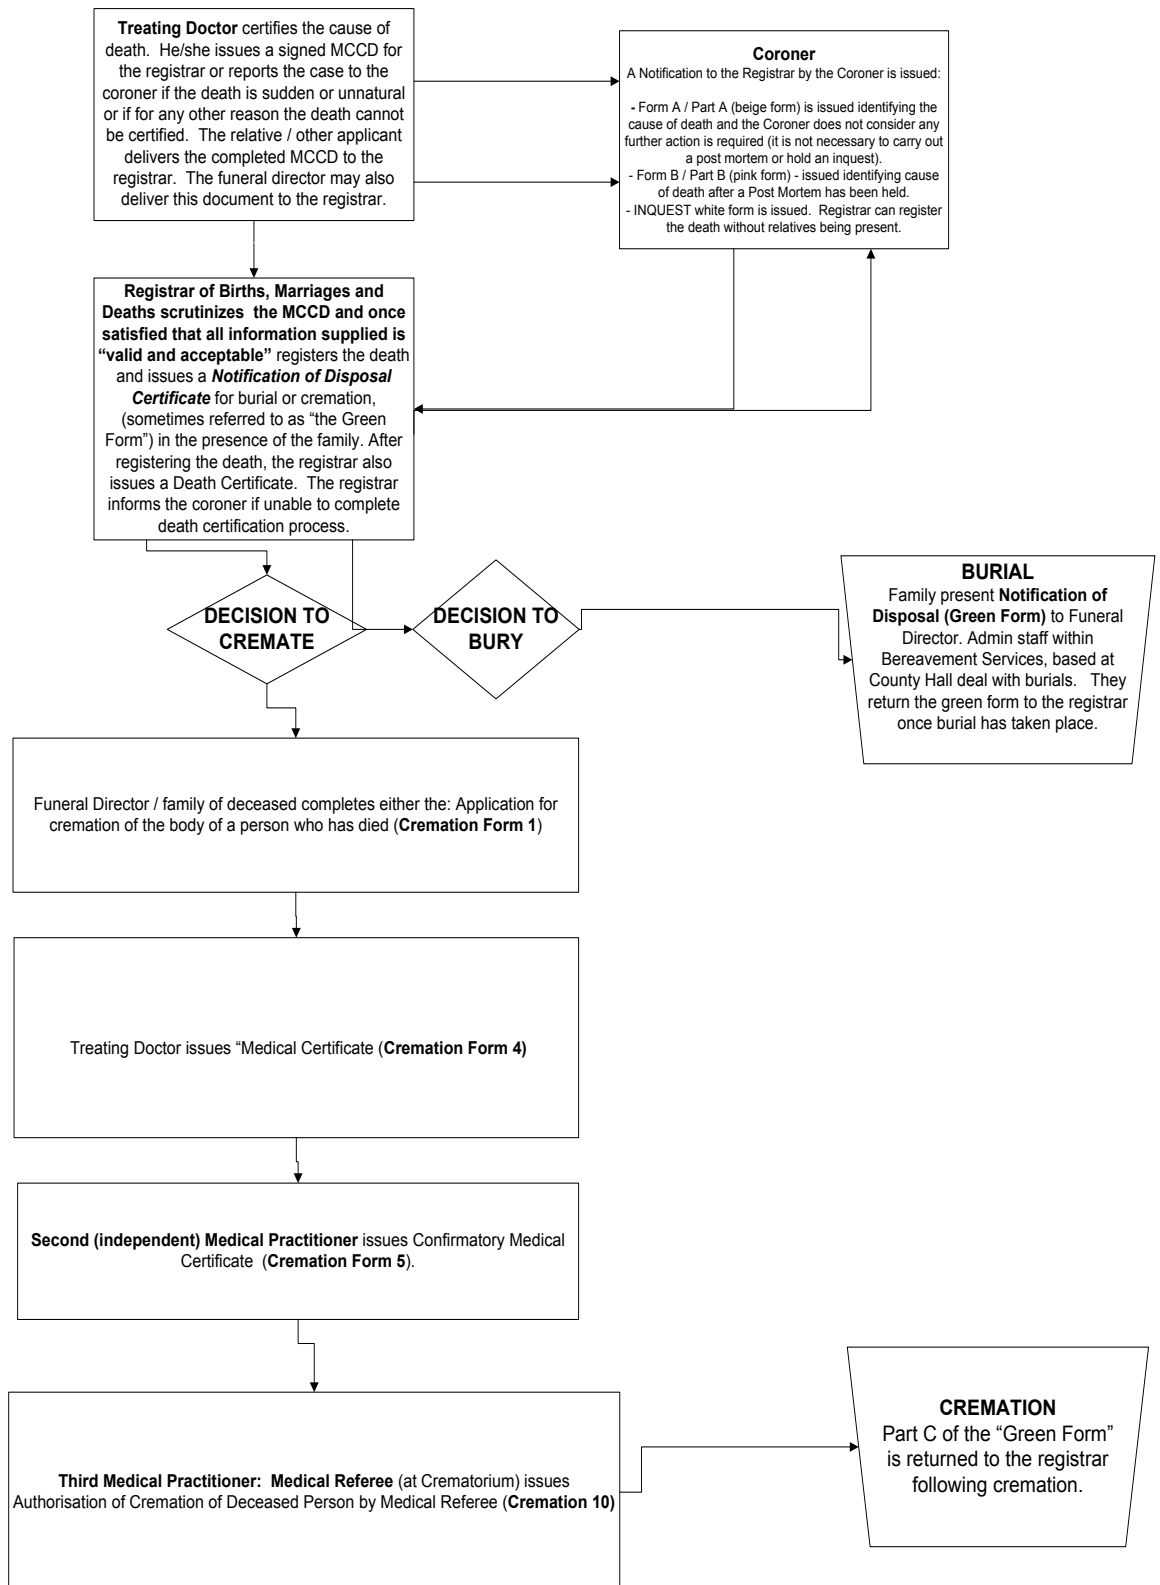 Treating Doctor certifies the cause of
death. He/she issues a signed MCCD for
the registrar or reports the case to the
coroner if the death is sudden or unnatural
or if for any other reason the death cannot
be certified. The relative / other applicant
delivers the completed MCCD to the
registrar. The funeral director may also
deliver this document to the registrar.
Coroner
A Notification to the Registrar by the Coroner is issued:
- Form A / Part A (beige form) is issued identifying the
cause of death and the Coroner does not consider any
further action is required (it is not necessary to carry out
a post mortem or hold an inquest).
- Form B / Part B (pink form) - issued identifying cause
of death after a Post Mortem has been held.
- INQUEST white form is issued. Registrar can register
the death without relatives being present.
Registrar of Births, Marriages and
Deaths scrutinizes the MCCD and once
satisfied that all information supplied is
“valid and acceptable” registers the death
and issues a Notification of Disposal
Certificate for burial or cremation,
(sometimes referred to as “the Green
Form”) in the presence of the family. After
registering the death, the registrar also
issues a Death Certificate. The registrar
informs the coroner if unable to complete
death certification process.
DECISION TO
CREMATE
DECISION TO
BURY
BURIAL
Family present Notification of
Disposal (Green Form) to Funeral
Director. Admin staff within
Bereavement Services, based at
County Hall deal with burials. They
return the green form to the registrar
once burial has taken place.
Funeral Director / family of deceased completes either the: Application for
cremation of the body of a person who has died (Cremation Form 1)
Treating Doctor issues “Medical Certificate (Cremation Form 4)
Second (independent) Medical Practitioner issues Confirmatory Medical
Certificate (Cremation Form 5).
Third Medical Practitioner: Medical Referee (at Crematorium) issues
Authorisation of Cremation of Deceased Person by Medical Referee (Cremation 10)
CREMATION
Part C of the “Green Form”
is returned to the registrar
following cremation.